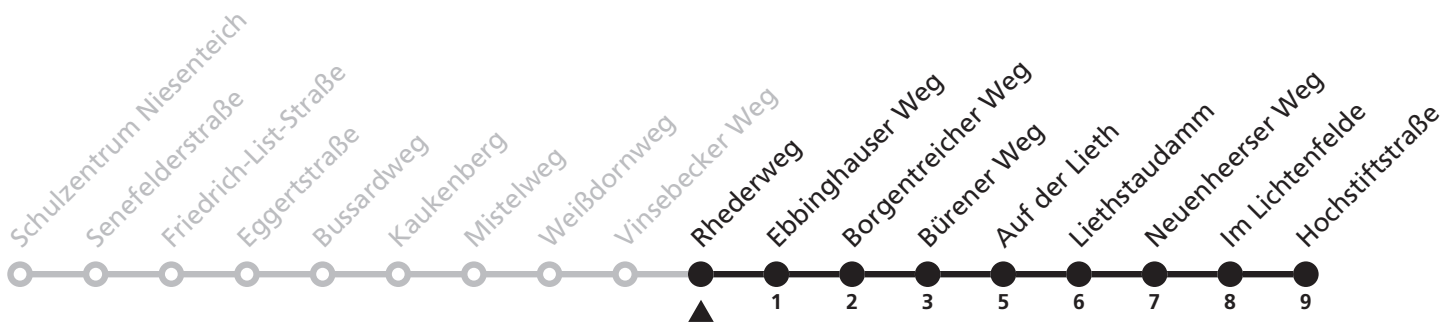 Schulzentrum Niesenteich
Senefelderstraße
Friedrich-List-Straße
Eggertstraße
Bussardweg
Kaukenberg
Mistelweg
Weißdornweg
Vinsebecker Weg
Rhederweg
Ebbinghauser Weg
Borgentreicher Weg
Bürener Weg
Auf der Lieth
Liethstaudamm
Neuenheerser Weg
Im Lichtenfelde
Hochstiftstraße
1 2 3 5 6 7 8 9